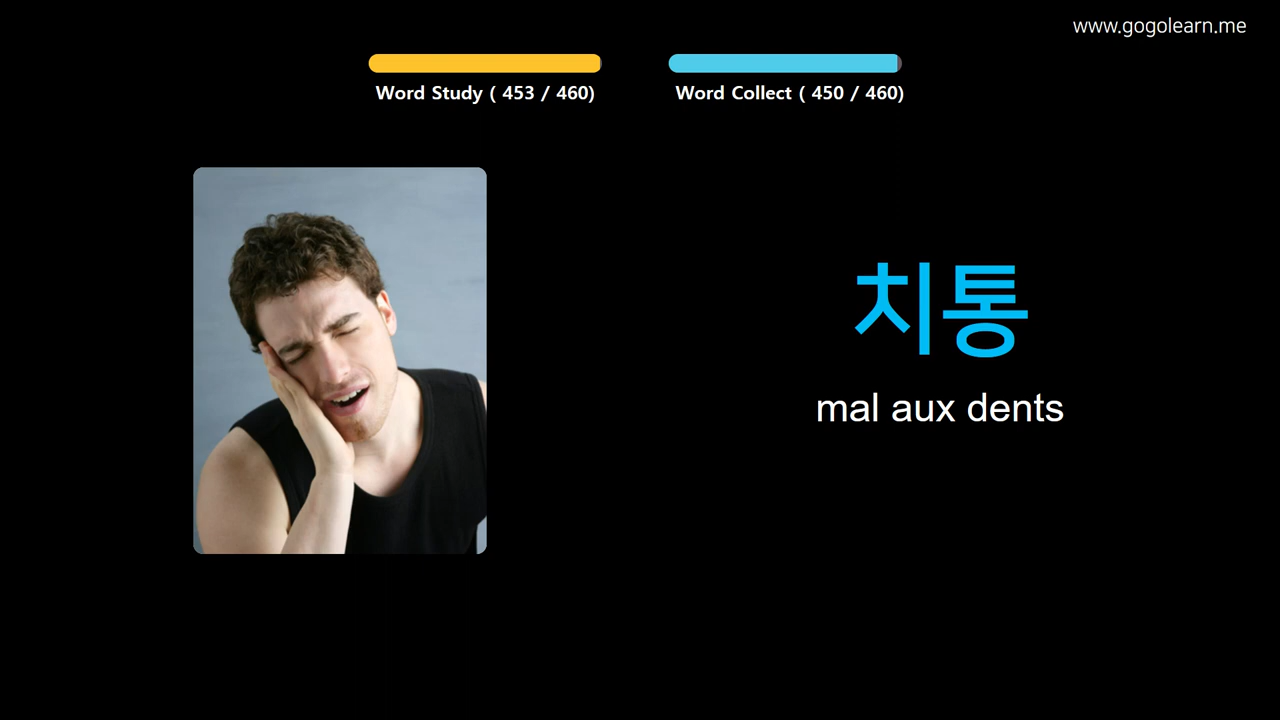 www.gogolearn.me
Word Study ( 453 / 460)
Word Collect ( 450 / 460)
치통
mal aux dents